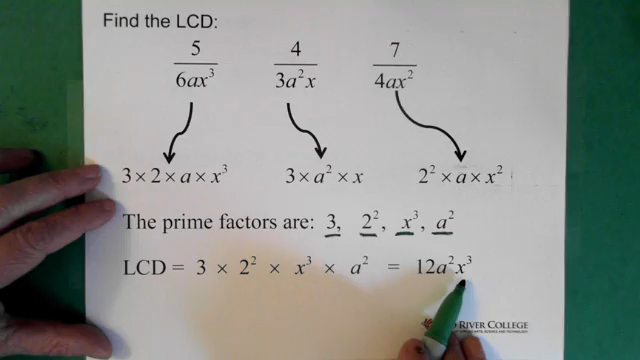 Find the LCD:
5/6ax³ 4/3a²x 7/4ax²
3 × 2 × a × x³ 3 × a² × x 2² × a × x²
The prime factors are: 3, 2², x³, a²
LCD = 3 × 2² × x³ × a² = 12a²x³
RIVER COLLEGE